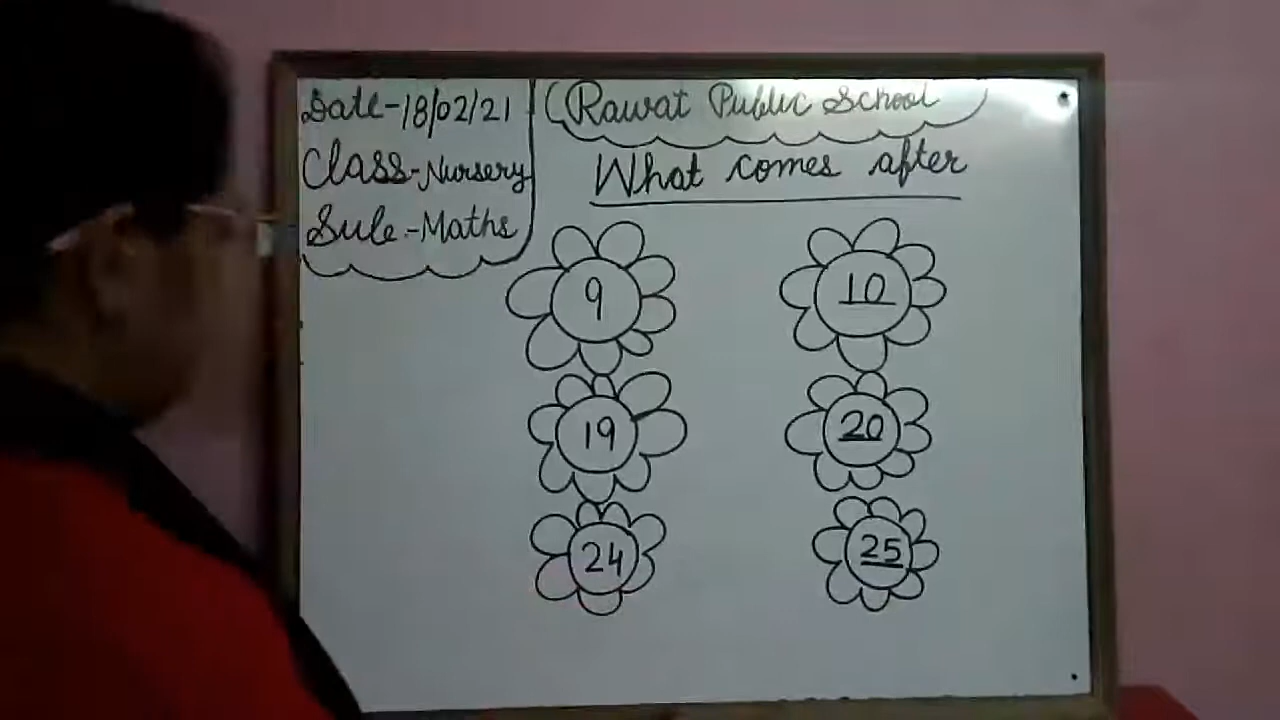 Date-18/02/21
Class-Nursery
Sub-Maths
Rawat Public School
What comes after
9 10
19 20
24 25